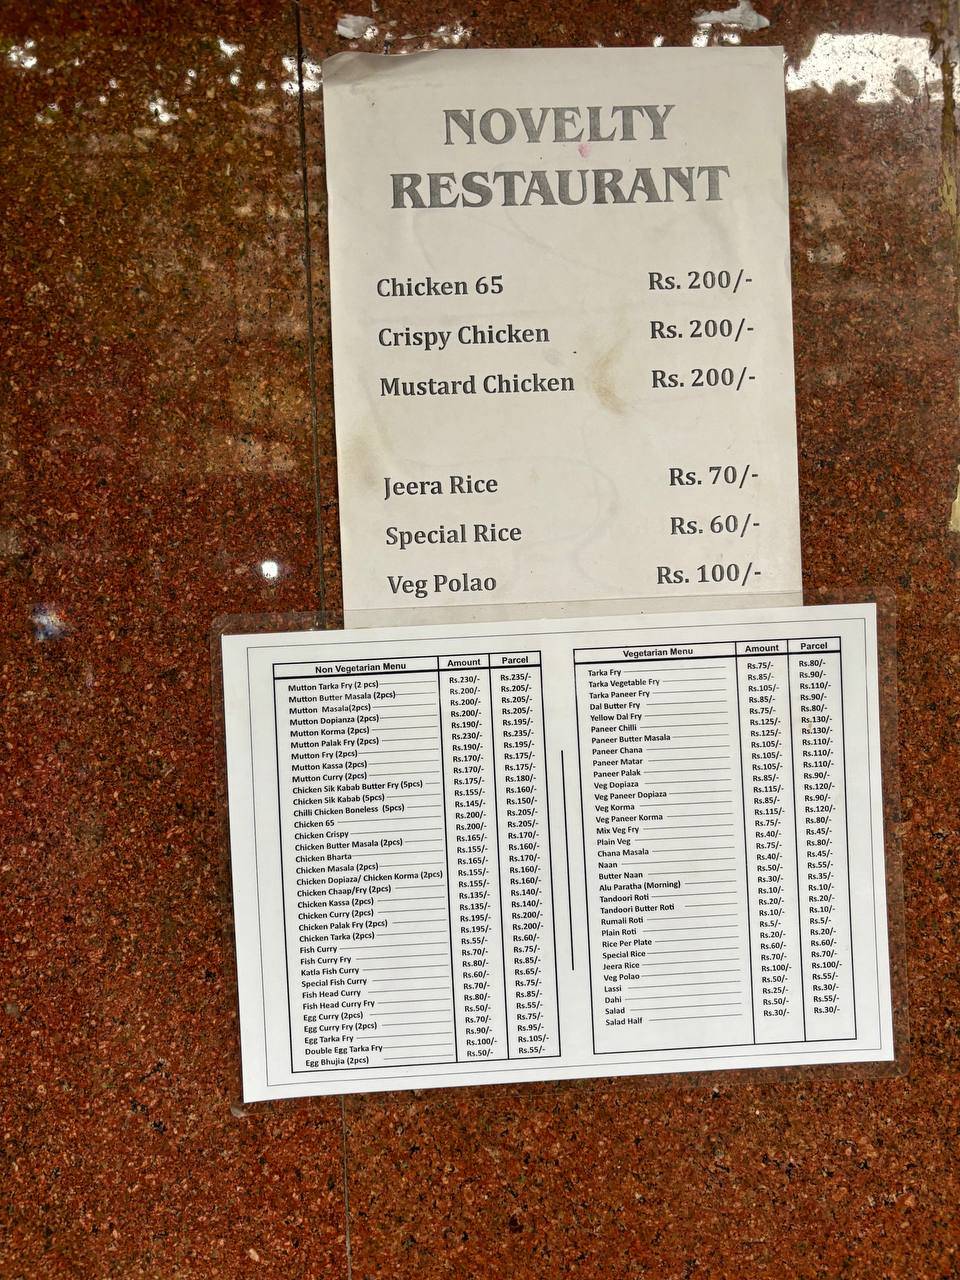 NOVELTY
RESTAURANT
Chicken 65 Rs. 200/-
Crispy Chicken Rs. 200/-
Mustard Chicken Rs. 200/-
Jeera Rice Rs. 70/-
Special Rice Rs. 60/-
Veg Polao Rs. 100/-
Non Vegetarian Menu Amount Parcel
Mutton Tarka Fry (2 pcs) Rs.230/- Rs.235/-
Mutton Butter Masala (2pcs) Rs.200/- Rs.205/-
Mutton Masala(2pcs) Rs.200/- Rs.205/-
Mutton Dopianza (2pcs) Rs.200/- Rs.205/-
Mutton Korma (2pcs) Rs.190/- Rs.195/-
Mutton Palak Fry (2pcs) Rs.230/- Rs.235/-
Mutton Fry (2pcs) Rs.190/- Rs.195/-
Mutton Kassa (2pcs) Rs.170/- Rs.175/-
Mutton Curry (2pcs) Rs.170/- Rs.175/-
Chicken Sik Kabab Butter Fry (5pcs) Rs.175/- Rs.180/-
Chicken Sik Kabab (5pcs) Rs.155/- Rs.160/-
Chilli Chicken Boneless (5pcs) Rs.145/- Rs.150/-
Chicken 65 Rs.200/- Rs.205/-
Chicken Crispy Rs.200/- Rs.205/-
Chicken Butter Masala (2pcs) Rs.165/- Rs.170/-
Chicken Bharta Rs.155/- Rs.160/-
Chicken Masala (2pcs) Rs.165/- Rs.170/-
Chicken Dopiaza/ Chicken Korma (2pcs) Rs.155/- Rs.160/-
Chicken Chaap/Fry (2pcs) Rs.155/- Rs.160/-
Chicken Kassa (2pcs) Rs.135/- Rs.140/-
Chicken Curry (2pcs) Rs.135/- Rs.140/-
Chicken Palak Fry (2pcs) Rs.195/- Rs.200/-
Chicken Tarka (2pcs) Rs.195/- Rs.200/-
Fish Curry Rs.55/- Rs.60/-
Fish Curry Fry Rs.70/- Rs.75/-
Katla Fish Curry Rs.80/- Rs.85/-
Special Fish Curry Rs.60/- Rs.65/-
Fish Head Curry Rs.70/- Rs.75/-
Fish Head Curry Fry Rs.80/- Rs.85/-
Egg Curry (2pcs) Rs.50/- Rs.55/-
Egg Curry Fry (2pcs) Rs.70/- Rs.75/-
Egg Tarka Fry Rs.90/- Rs.95/-
Double Egg Tarka Fry Rs.100/- Rs.105/-
Egg Bhujia (2pcs) Rs.50/- Rs.55/-
Vegetarian Menu Amount Parcel
Tarka Fry Rs.75/- Rs.80/-
Tarka Vegetable Fry Rs.85/- Rs.90/-
Tarka Paneer Fry Rs.105/- Rs.110/-
Dal Butter Fry Rs.85/- Rs.90/-
Yellow Dal Fry Rs.75/- Rs.80/-
Paneer Chilli Rs.125/- Rs.130/-
Paneer Butter Masala Rs.125/- Rs.130/-
Paneer Chana Rs.105/- Rs.110/-
Paneer Matar Rs.105/- Rs.110/-
Paneer Palak Rs.105/- Rs.110/-
Veg Dopiaza Rs.85/- Rs.90/-
Veg Paneer Dopiaza Rs.115/- Rs.120/-
Veg Korma Rs.85/- Rs.90/-
Veg Paneer Korma Rs.115/- Rs.120/-
Mix Veg Fry Rs.75/- Rs.80/-
Plain Veg Rs.40/- Rs.45/-
Chana Masala Rs.75/- Rs.80/-
Naan Rs.40/- Rs.45/-
Butter Naan Rs.50/- Rs.55/-
Alu Paratha (Morning) Rs.30/- Rs.35/-
Tandoori Roti Rs.10/- Rs.10/-
Tandoori Butter Roti Rs.20/- Rs.20/-
Rumali Roti Rs.10/- Rs.10/-
Plain Roti Rs.5/- Rs.5/-
Rice Per Plate Rs.20/- Rs.20/-
Special Rice Rs.60/- Rs.60/-
Jeera Rice Rs.70/- Rs.70/-
Veg Polao Rs.100/- Rs.100/-
Lassi Rs.50/- Rs.55/-
Dahi Rs.25/- Rs.30/-
Salad Rs.50/- Rs.55/-
Salad Half Rs.30/- Rs.30/-